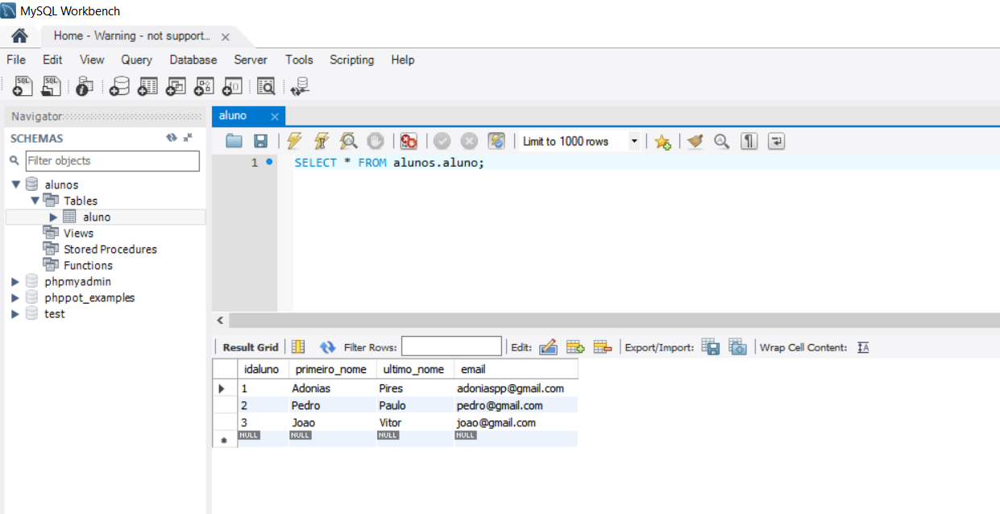 MySQL Workbench
Home - Warning - not support...
File Edit View Query Database Server Tools Scripting Help
Navigator
SCHEMAS
Filter objects
alunos
Tables
aluno
Views
Stored Procedures
Functions
phpmyadmin
phppot_examples
test
aluno
Limit to 1000 rows
1 SELECT * FROM alunos.aluno;
Result Grid Filter Rows: Edit: Export/Import: Wrap Cell Content:
idaluno primeiro_nome ultimo_nome email
1 Adonias Pires adoniaspp@gmail.com
2 Pedro Paulo pedro@gmail.com
3 Joao Vitor joao@gmail.com
NULL NULL NULL NULL